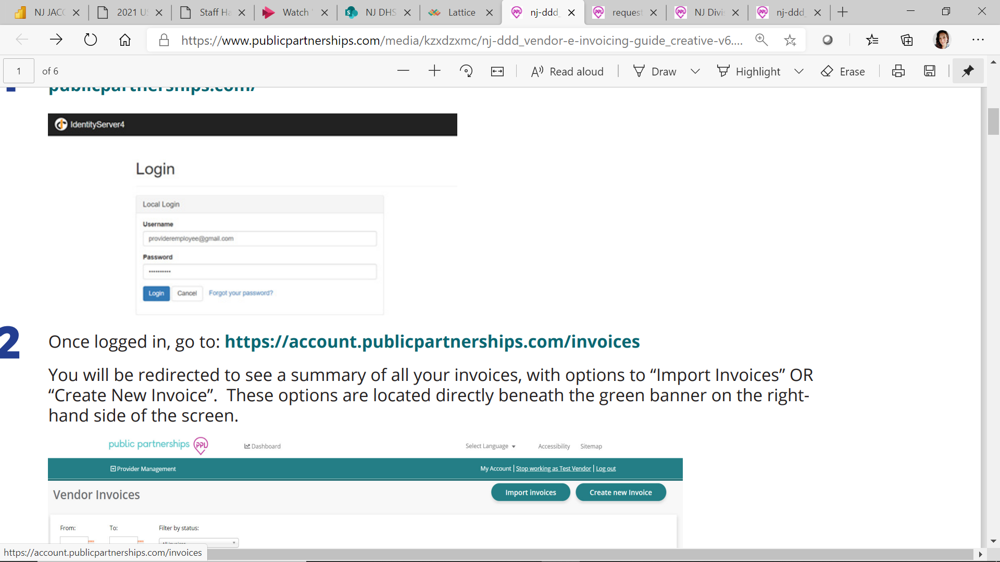 NJ JACC
2021 U
Staff Ha
Watch
NJ DHS
Lattice
nj-ddd_
request
NJ Divi
nj-ddd_
https://www.publicpartnerships.com/media/kzxdzxmc/nj-ddd_vendor-e-invoicing-guide_creative-v6....
1 of 6
Read aloud
Draw
Highlight
Erase
publicpartnerships.com/
IdentityServer4
Login
Local Login
Username
provideremployee@gmail.com
Password
Login Cancel Forgot your password?
2 Once logged in, go to: https://account.publicpartnerships.com/invoices
You will be redirected to see a summary of all your invoices, with options to “Import Invoices” OR
“Create New Invoice”. These options are located directly beneath the green banner on the right-
hand side of the screen.
public partnerships PPL
Dashboard
Select Language
Accessibility
Sitemap
Provider Management
My Account | Stop working as Test Vendor | Log out
Vendor Invoices
Import invoices
Create new Invoice
From:
To:
Filter by status:
All invoices
https://account.publicpartnerships.com/invoices